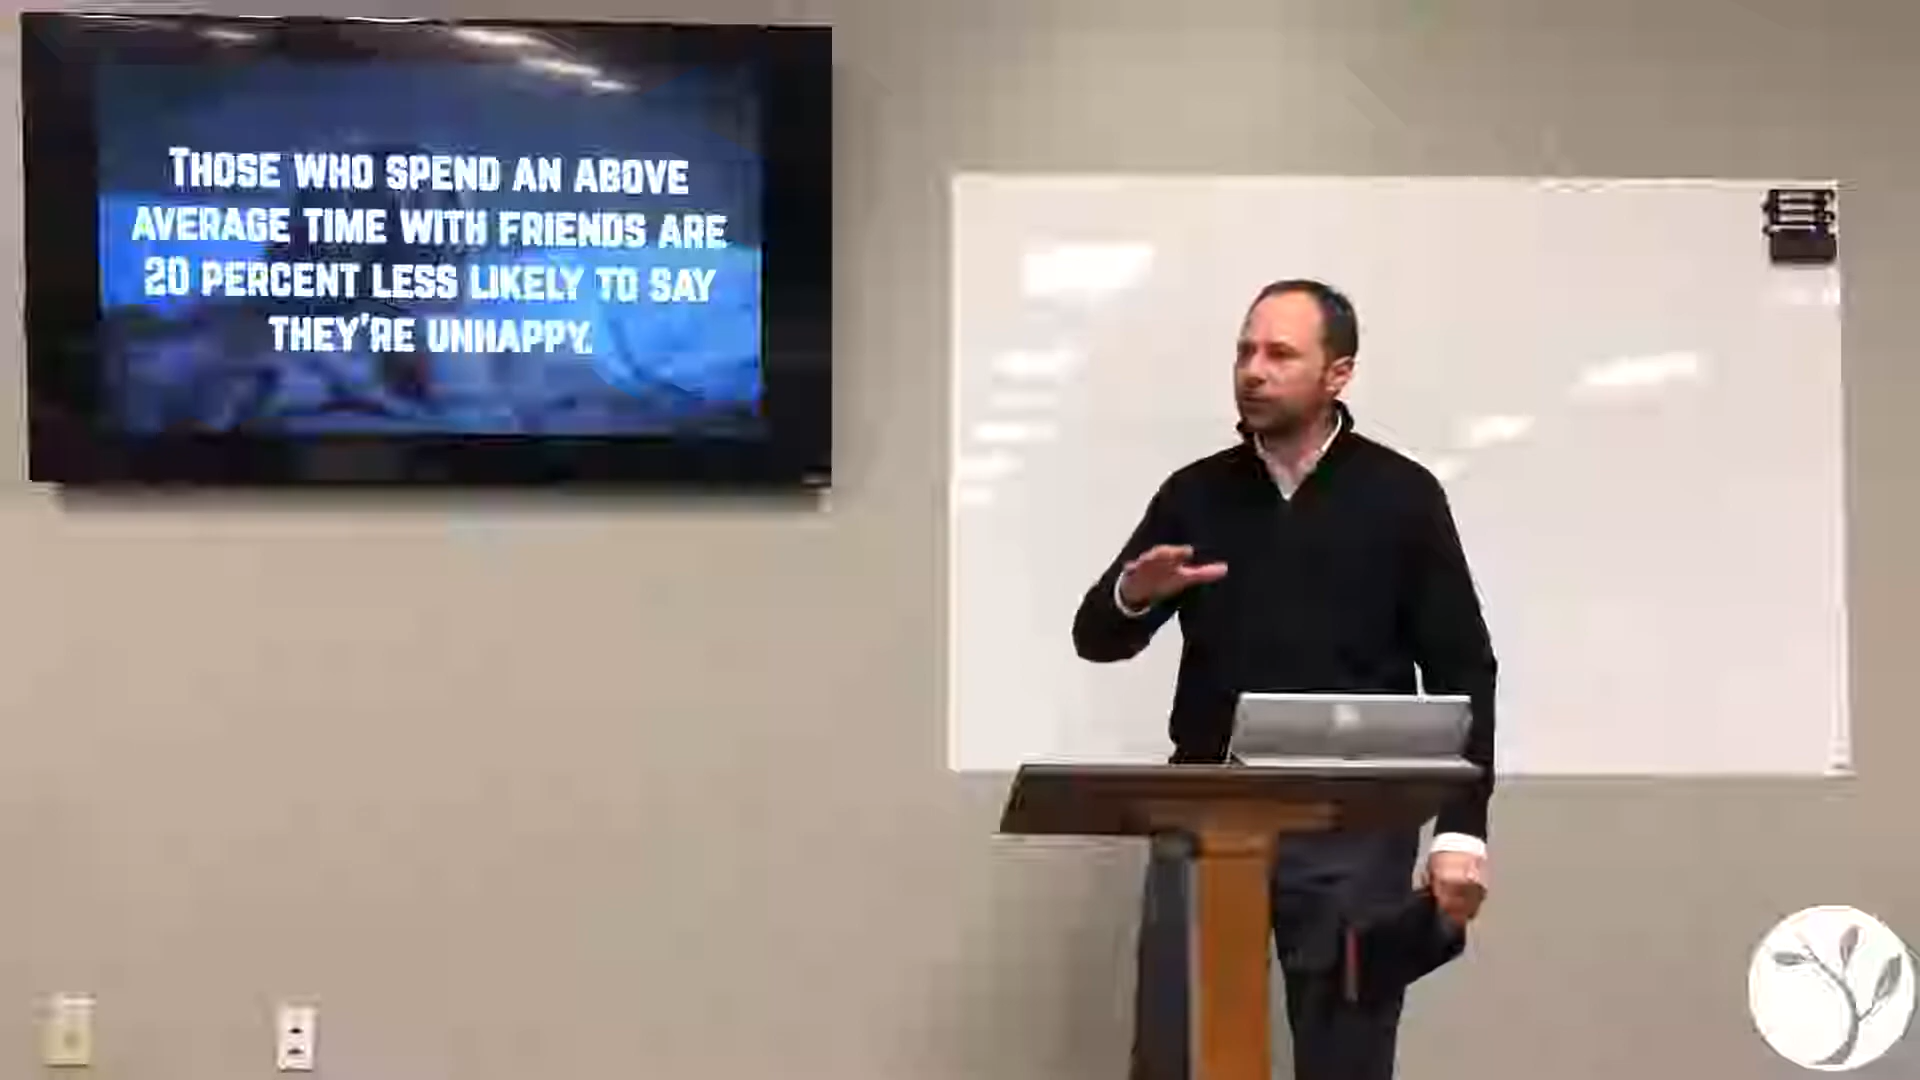 THOSE WHO SPEND AN ABOVE
AVERAGE TIME WITH FRIENDS ARE
20 PERCENT LESS LIKELY TO SAY
THEY'RE UNHAPPY.